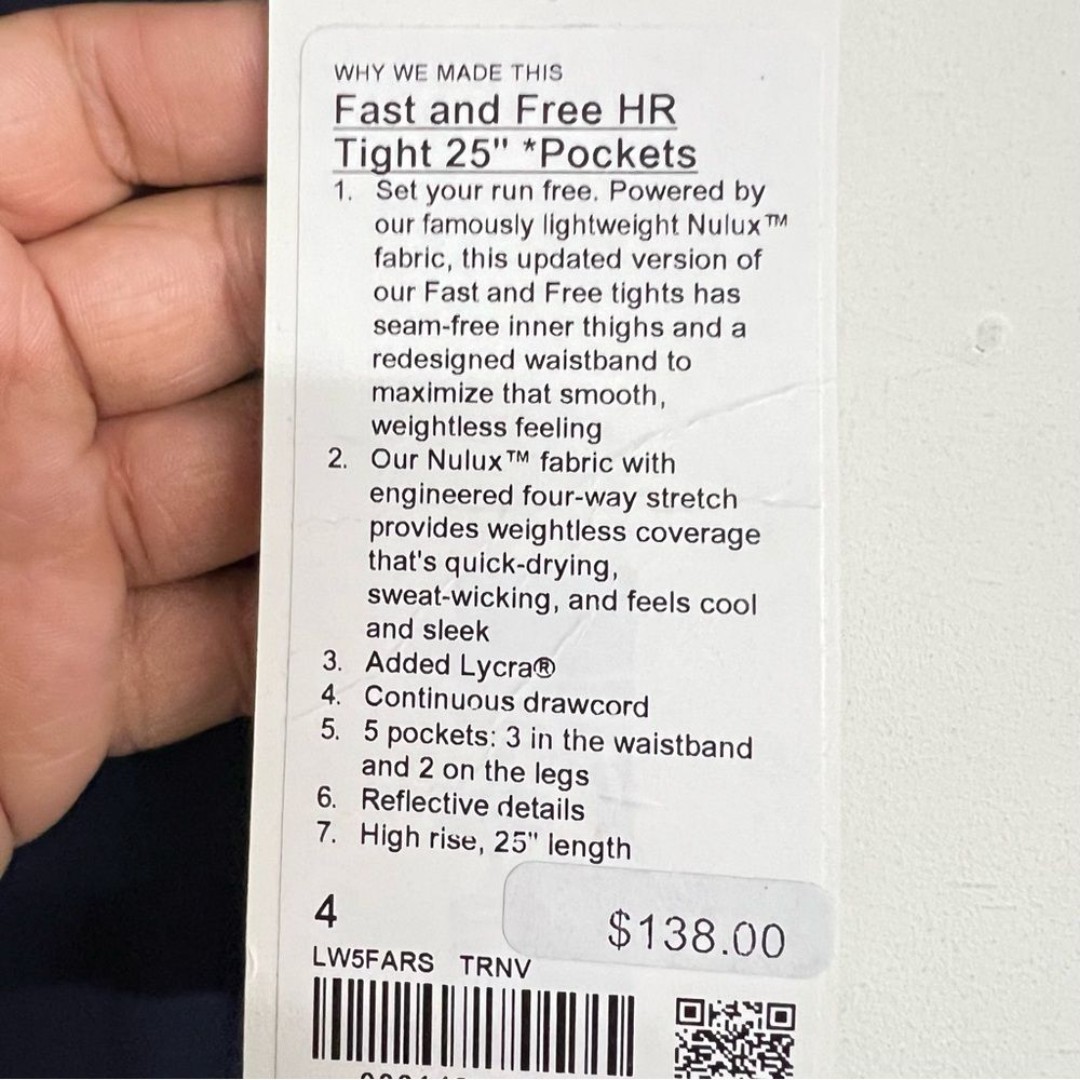 WHY WE MADE THIS
Fast and Free HR
Tight 25" *Pockets
1. Set your run free. Powered by
our famously lightweight Nulux™
fabric, this updated version of
our Fast and Free tights has
seam-free inner thighs and a
redesigned waistband to
maximize that smooth,
weightless feeling
2. Our Nulux™ fabric with
engineered four-way stretch
provides weightless coverage
that's quick-drying,
sweat-wicking, and feels cool
and sleek
3. Added Lycra®
4. Continuous drawcord
5. 5 pockets: 3 in the waistband
and 2 on the legs
6. Reflective details
7. High rise, 25" length
4
$138.00
LW5FARS TRNV